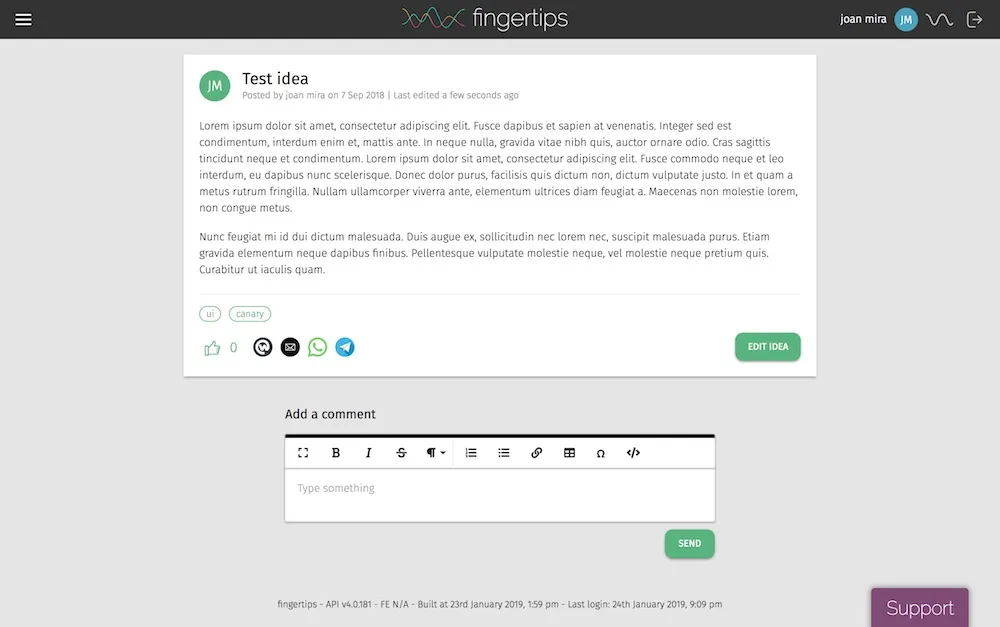 fingertips
joan mira JM
JM
Test idea
Posted by joan mira on 7 Sep 2018 | Last edited a few seconds ago
Lorem ipsum dolor sit amet, consectetur adipiscing elit. Fusce dapibus et sapien at venenatis. Integer sed est
condimentum, interdum enim et, mattis ante. In neque nulla, gravida vitae nibh quis, auctor ornare odio. Cras sagittis
tincidunt neque et condimentum. Lorem ipsum dolor sit amet, consectetur adipiscing elit. Fusce commodo neque et leo
interdum, eu dapibus nunc scelerisque. Donec dolor purus, facilisis quis dictum non, dictum vulputate justo. In et quam a
metus rutrum fringilla. Nullam ullamcorper viverra ante, elementum ultrices diam feugiat a. Maecenas non molestie lorem,
non congue metus.
Nunc feugiat mi id dui dictum malesuada. Duis augue ex, sollicitudin nec lorem nec, suscipit malesuada purus. Etiam
gravida elementum neque dapibus finibus. Pellentesque vulputate molestie neque, vel molestie neque pretium quis.
Curabitur ut iaculis quam.
ui canary
0
EDIT IDEA
Add a comment
B I S ¶ Ω </>
Type something
SEND
fingertips - API v4.0.181 - FE N/A - Built at 23rd January 2019, 1:59 pm - Last login: 24th January 2019, 9:09 pm
Support